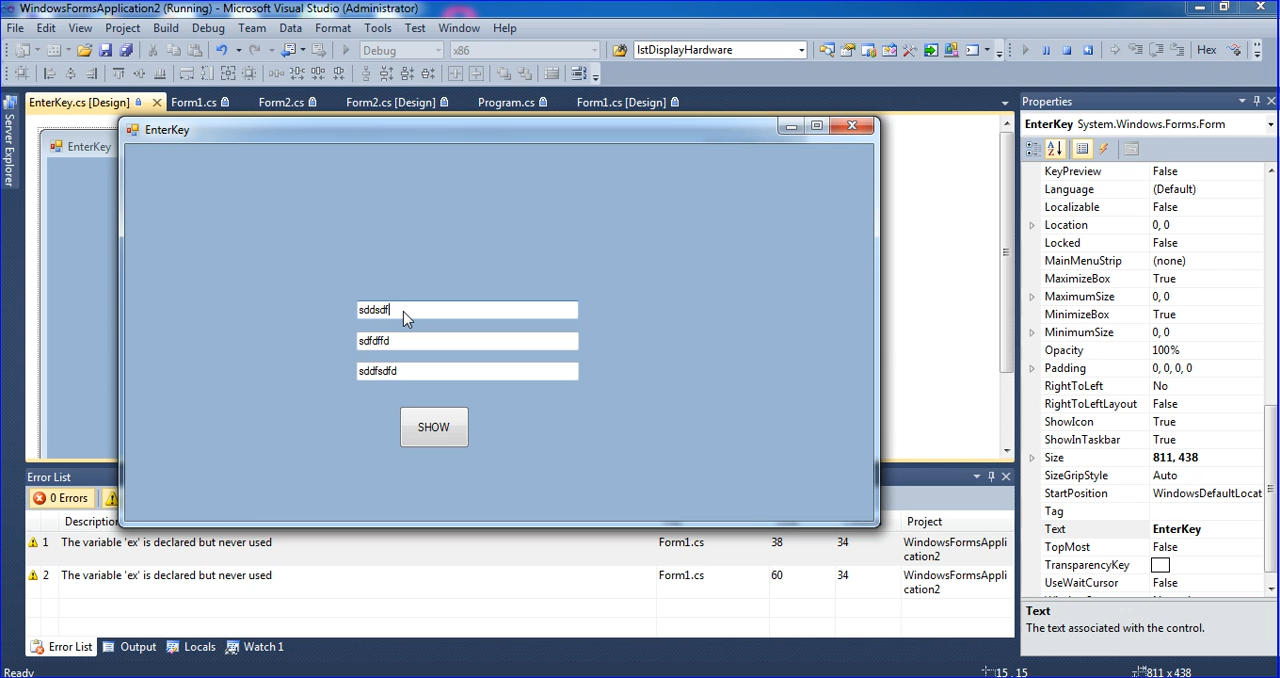 WindowsFormsApplication2 (Running) - Microsoft Visual Studio (Administrator)
File Edit View Project Build Debug Team Data Format Tools Test Window Help
Debug x86 lstDisplayHardware Hex
EnterKey.cs [Design] Form1.cs Form2.cs Form2.cs [Design] Program.cs Form1.cs [Design]
Server Explorer
EnterKey
EnterKey
sddsdf
sdfdffd
sddfsdfd
SHOW
Properties
EnterKey System.Windows.Forms.Form
KeyPreview False
Language (Default)
Localizable False
Location 0, 0
Locked False
MainMenuStrip (none)
MaximizeBox True
MaximumSize 0, 0
MinimizeBox True
MinimumSize 0, 0
Opacity 100%
Padding 0, 0, 0, 0
RightToLeft No
RightToLeftLayout False
ShowIcon True
ShowInTaskbar True
Size 811, 438
SizeGripStyle Auto
StartPosition WindowsDefaultLocat
Tag
Text EnterKey
TopMost False
TransparencyKey
UseWaitCursor False
Text
The text associated with the control.
Error List
0 Errors
Descriptio Project
1 The variable 'ex' is declared but never used Form1.cs 38 34 WindowsFormsAppli
cation2
2 The variable 'ex' is declared but never used Form1.cs 60 34 WindowsFormsAppli
cation2
Error List Output Locals Watch 1
Ready 15 , 15 811 x 438